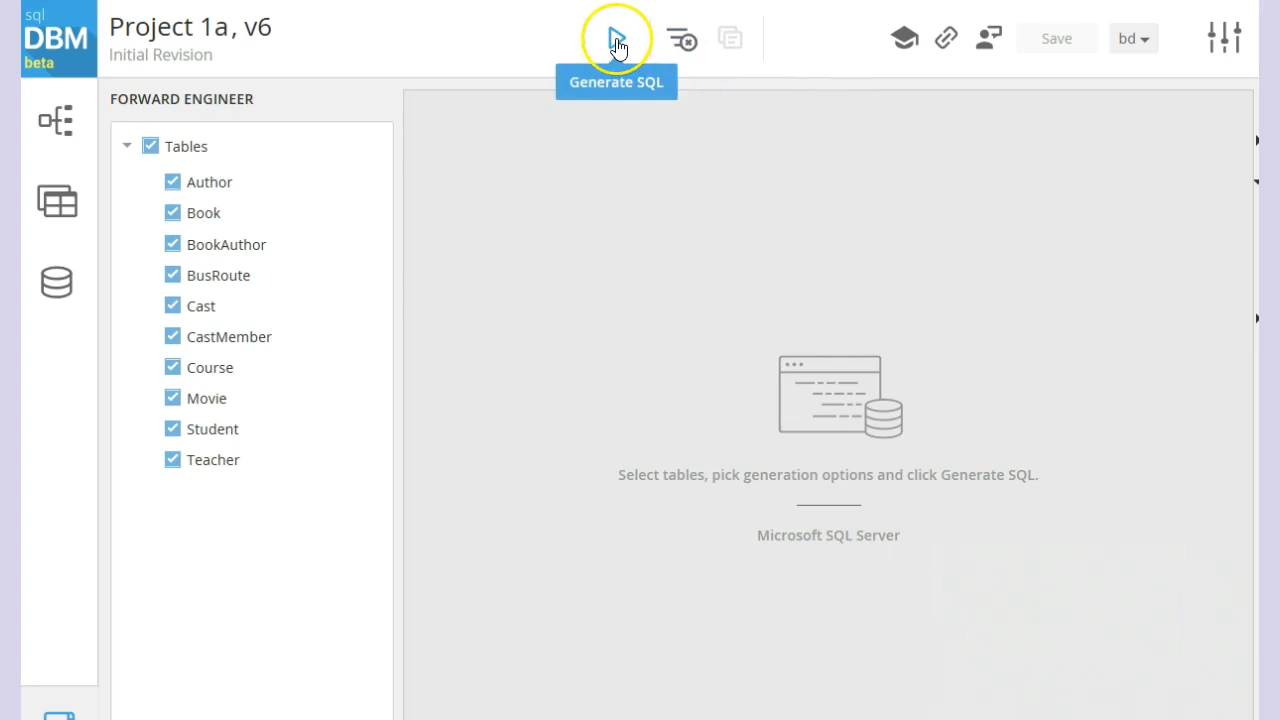 sql
DBM
beta
Project 1a, v6
Initial Revision
Generate SQL
Save
bd
FORWARD ENGINEER
Tables
Author
Book
BookAuthor
BusRoute
Cast
CastMember
Course
Movie
Student
Teacher
Select tables, pick generation options and click Generate SQL.
Microsoft SQL Server